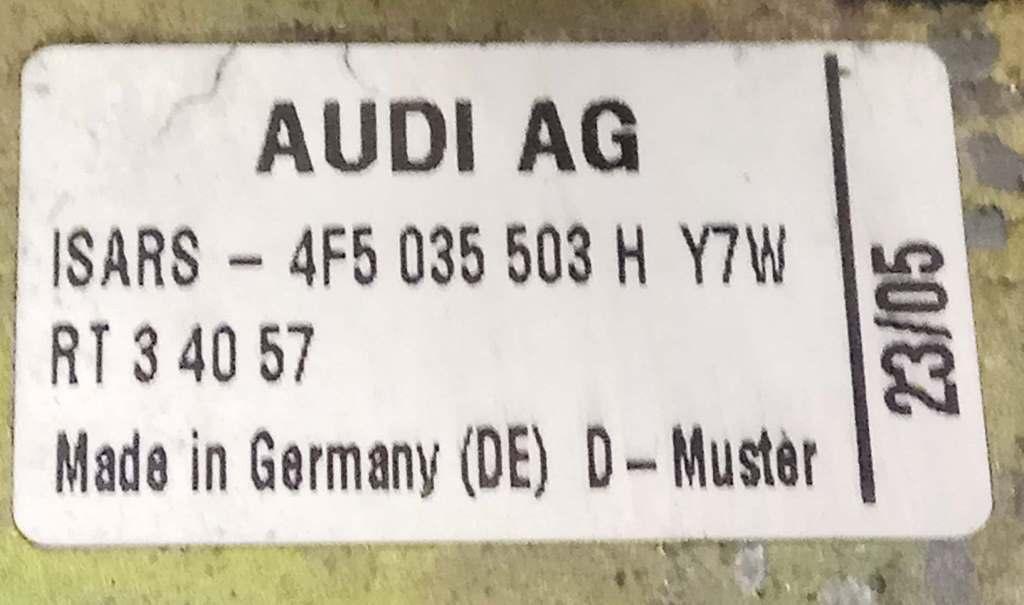 AUDI AG
ISARS - 4F5 035 503 H Y7W
RT 3 40 57
Made in Germany (DE) D - Muster
23/05